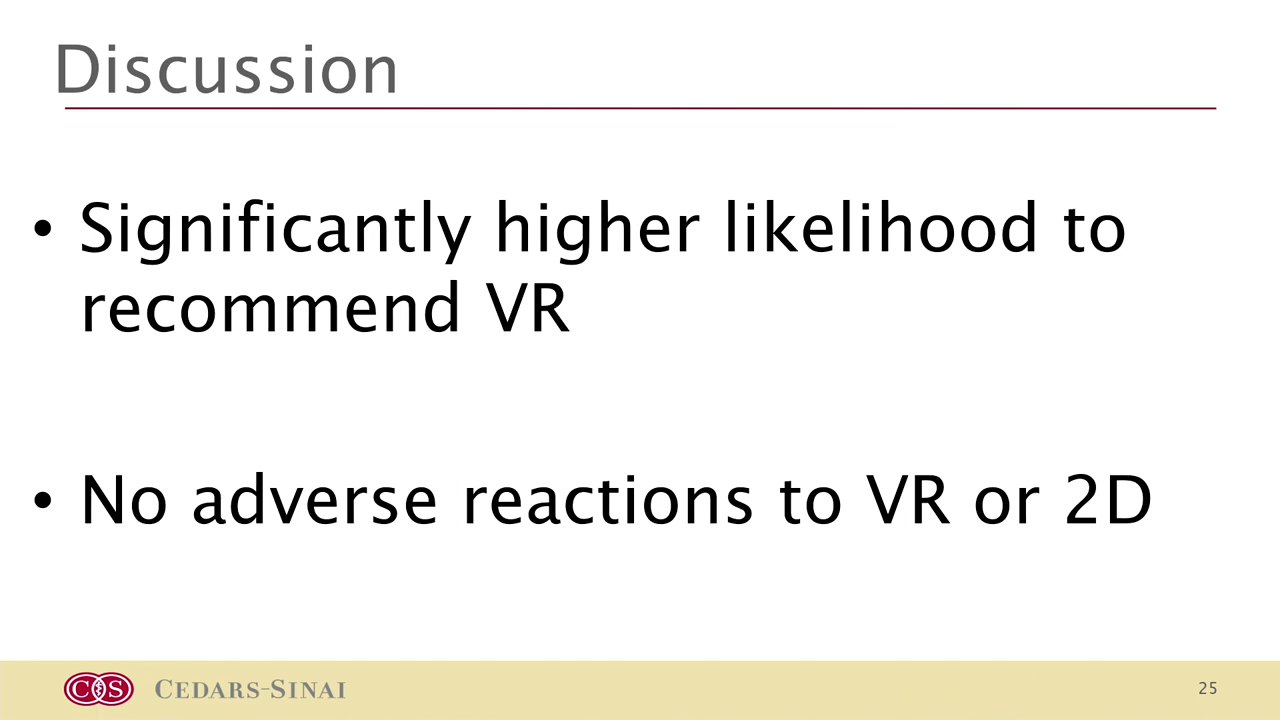 Discussion
• Significantly higher likelihood to
recommend VR
• No adverse reactions to VR or 2D
CS CEDARS-SINAI
25